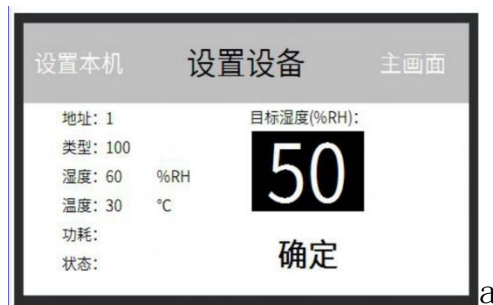 设置本机 设置设备 主画面
地址：1 目标湿度(%RH)：
类型：100
湿度：60 %RH 50
温度：30 ℃
功耗：
状态： 确定
a